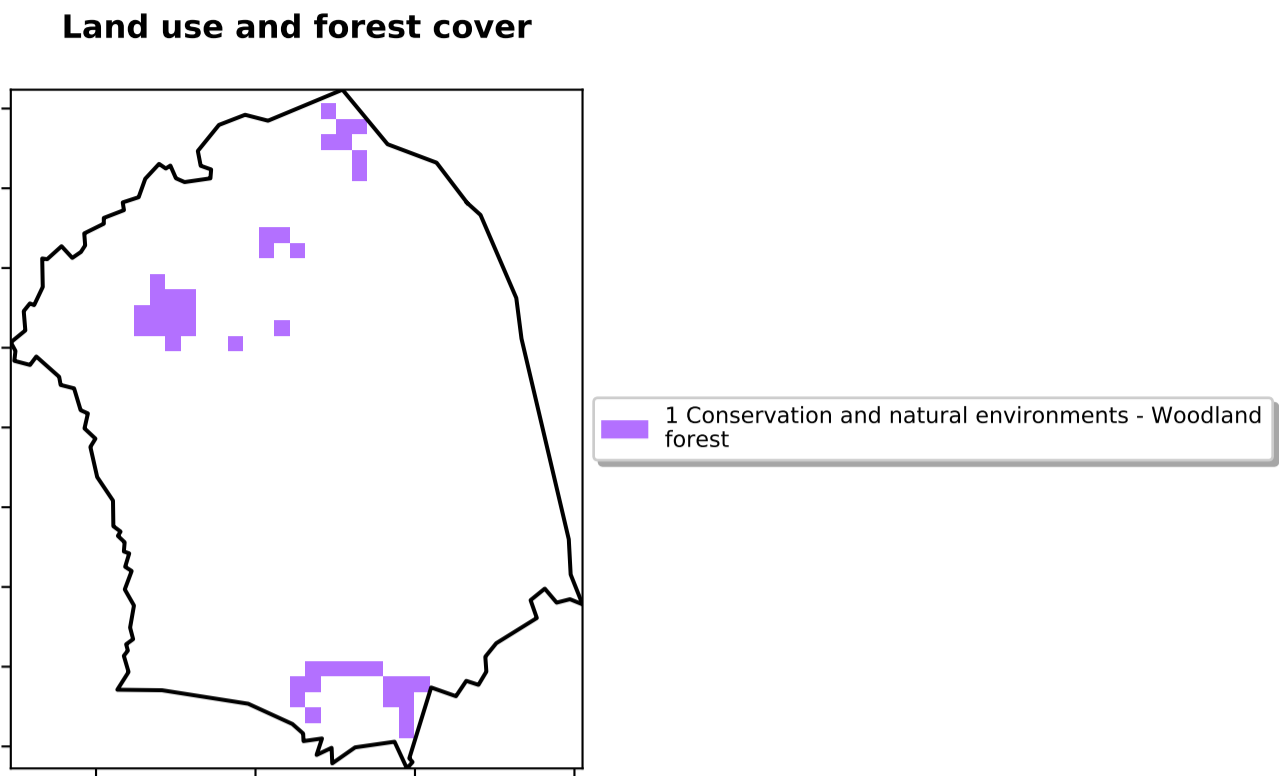 Land use and forest cover
1 Conservation and natural environments - Woodland
forest